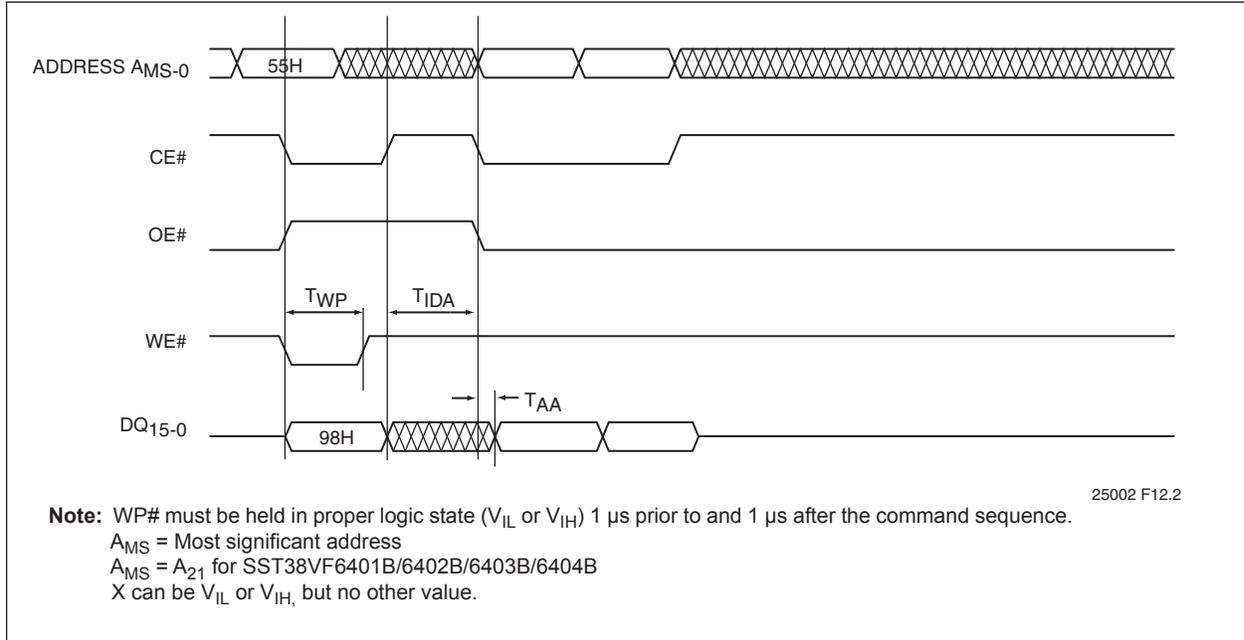 ADDRESS AMS-0
55H
CE#
OE#
TWP
TIDA
WE#
TAA
DQ15-0
98H
25002 F12.2
Note: WP# must be held in proper logic state (VIL or VIH) 1 µs prior to and 1 µs after the command sequence.
AMS = Most significant address
AMS = A21 for SST38VF6401B/6402B/6403B/6404B
X can be VIL or VIH, but no other value.